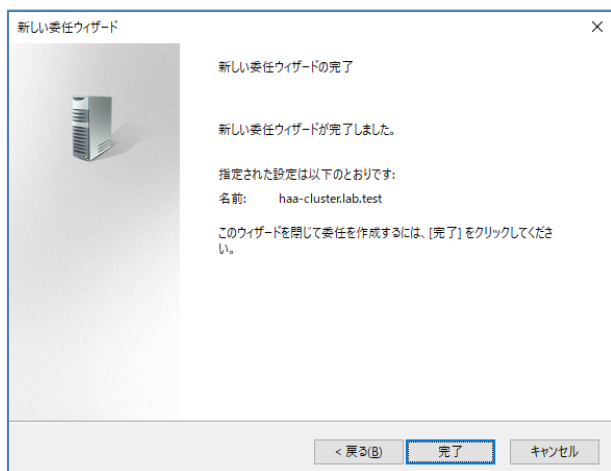 新しい委任ウィザード
新しい委任ウィザードの完了
新しい委任ウィザードが完了しました。
指定された設定は以下のとおりです:
名前: haa-cluster.lab.test
このウィザードを閉じて委任を作成するには、[完了] をクリックしてくださ
い。
< 戻る(B) 完了 キャンセル